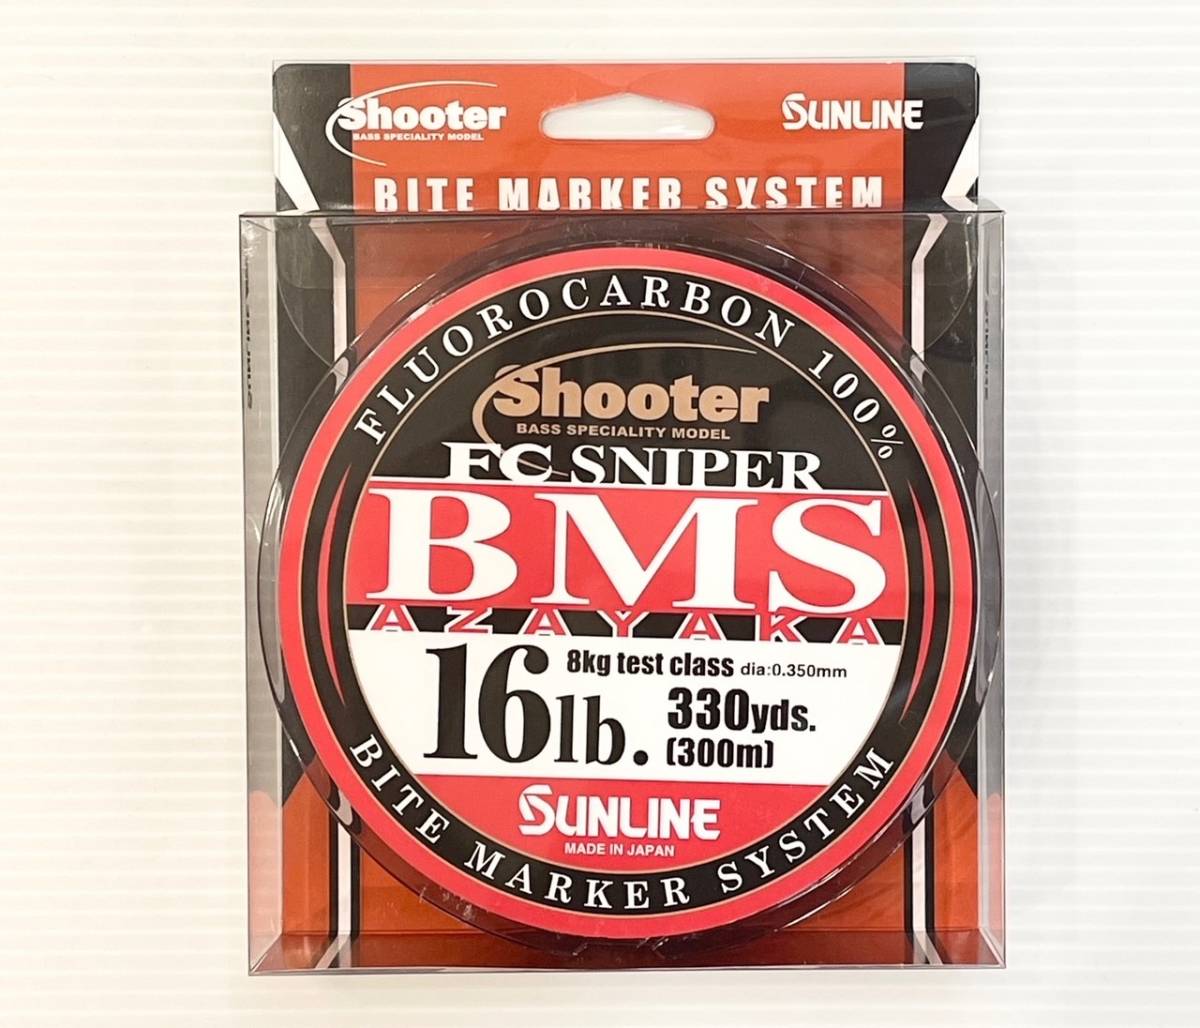 Shooter
BASS SPECIALITY MODEL
SUNLINE
BITE MARKER SYSTEM
FLUOROCARBON 100%
Shooter
BASS SPECIALITY MODEL
FC SNIPER
BMS
AZAYAKA
16lb.
8kg test class dia:0.350mm
330yds.
(300m)
SUNLINE
MADE IN JAPAN
BITE MARKER SYSTEM